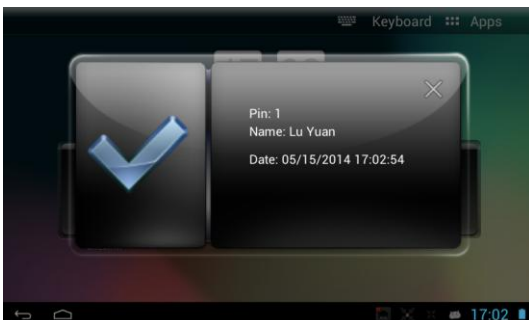 Keyboard Apps
Pin: 1
Name: Lu Yuan
Date: 05/15/2014 17:02:54
17:02